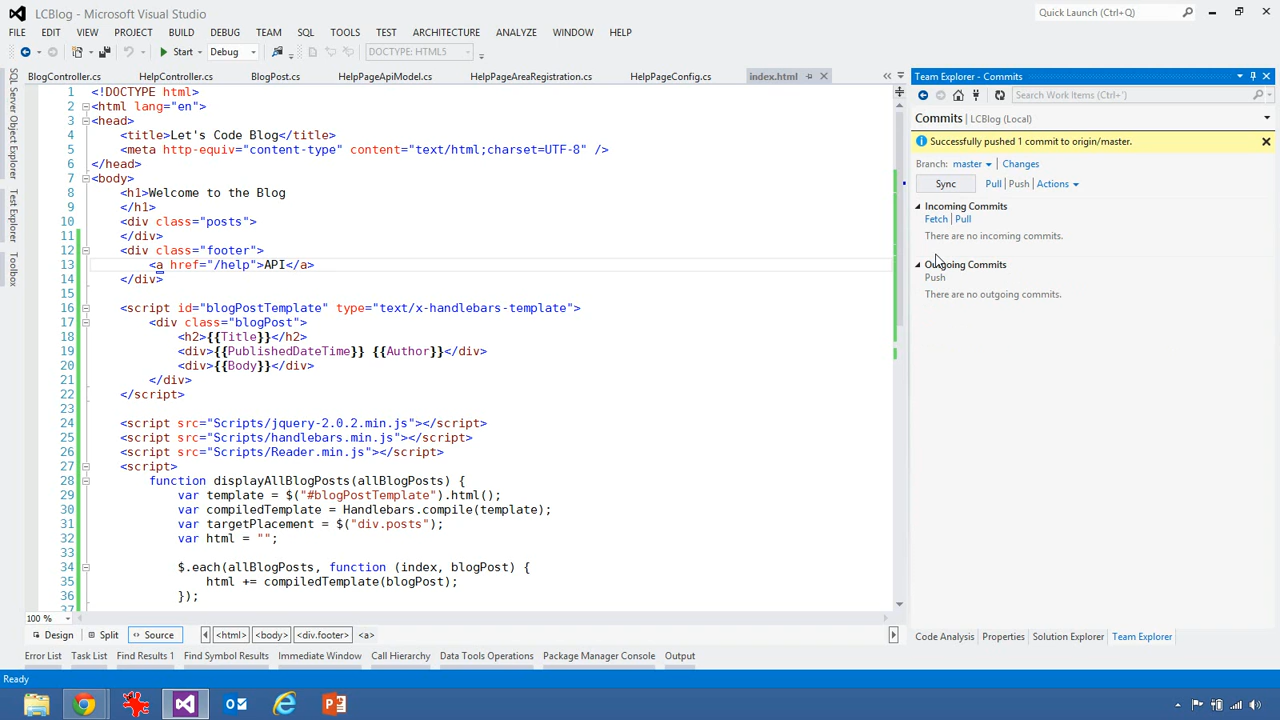 LCBlog - Microsoft Visual Studio
Quick Launch (Ctrl+Q)
FILE EDIT VIEW PROJECT BUILD DEBUG TEAM SQL TOOLS TEST ARCHITECTURE ANALYZE WINDOW HELP
Start Debug DOCTYPE: HTML5
SQL Server Object Explorer
Test Explorer
Toolbox
BlogController.cs HelpController.cs BlogPost.cs HelpPageApiModel.cs HelpPageAreaRegistration.cs HelpPageConfig.cs index.html
1 <!DOCTYPE html>
2 <html lang="en">
3 <head>
4 <title>Let's Code Blog</title>
5 <meta http-equiv="content-type" content="text/html;charset=UTF-8" />
6 </head>
7 <body>
8 <h1>Welcome to the Blog
9 </h1>
10 <div class="posts">
11 </div>
12 <div class="footer">
13 <a href="/help">API</a>
14 </div>
15
16 <script id="blogPostTemplate" type="text/x-handlebars-template">
17 <div class="blogPost">
18 <h2>{{Title}}</h2>
19 <div>{{PublishedDateTime}} {{Author}}</div>
20 <div>{{Body}}</div>
21 </div>
22 </script>
23
24 <script src="Scripts/jquery-2.0.2.min.js"></script>
25 <script src="Scripts/handlebars.min.js"></script>
26 <script src="Scripts/Reader.min.js"></script>
27 <script>
28 function displayAllBlogPosts(allBlogPosts) {
29 var template = $("#blogPostTemplate").html();
30 var compiledTemplate = Handlebars.compile(template);
31 var targetPlacement = $("div.posts");
32 var html = "";
33
34 $.each(allBlogPosts, function (index, blogPost) {
35 html += compiledTemplate(blogPost);
36 });
37
100 %
Design Split Source <html> <body> <div.footer> <a>
Team Explorer - Commits
Search Work Items (Ctrl+')
Commits | LCBlog (Local)
Successfully pushed 1 commit to origin/master.
Branch: master | Changes
Sync Pull | Push | Actions
Incoming Commits
Fetch | Pull
There are no incoming commits.
Outgoing Commits
Push
There are no outgoing commits.
Code Analysis Properties Solution Explorer Team Explorer
Error List Task List Find Results 1 Find Symbol Results Immediate Window Call Hierarchy Data Tools Operations Package Manager Console Output
Ready